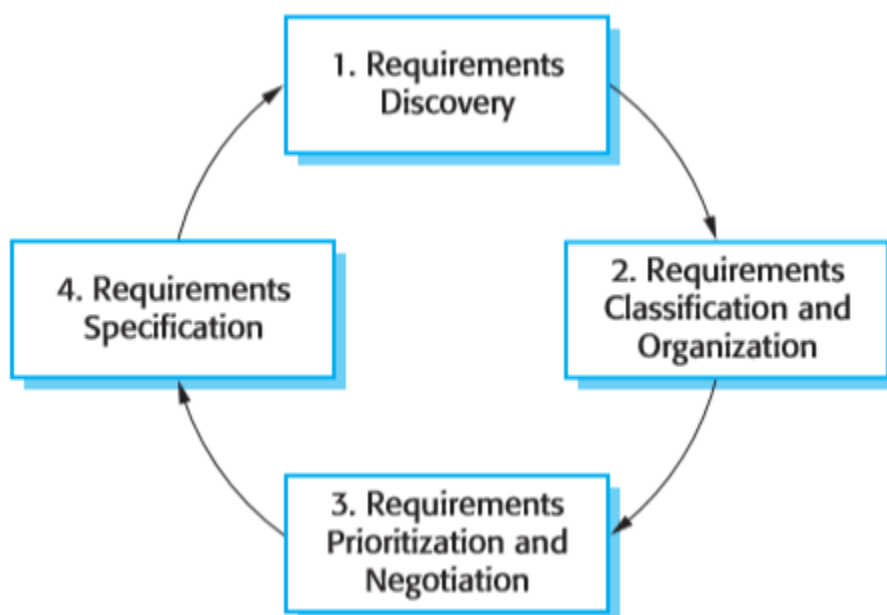 1. Requirements
Discovery
2. Requirements
Classification and
Organization
3. Requirements
Prioritization and
Negotiation
4. Requirements
Specification